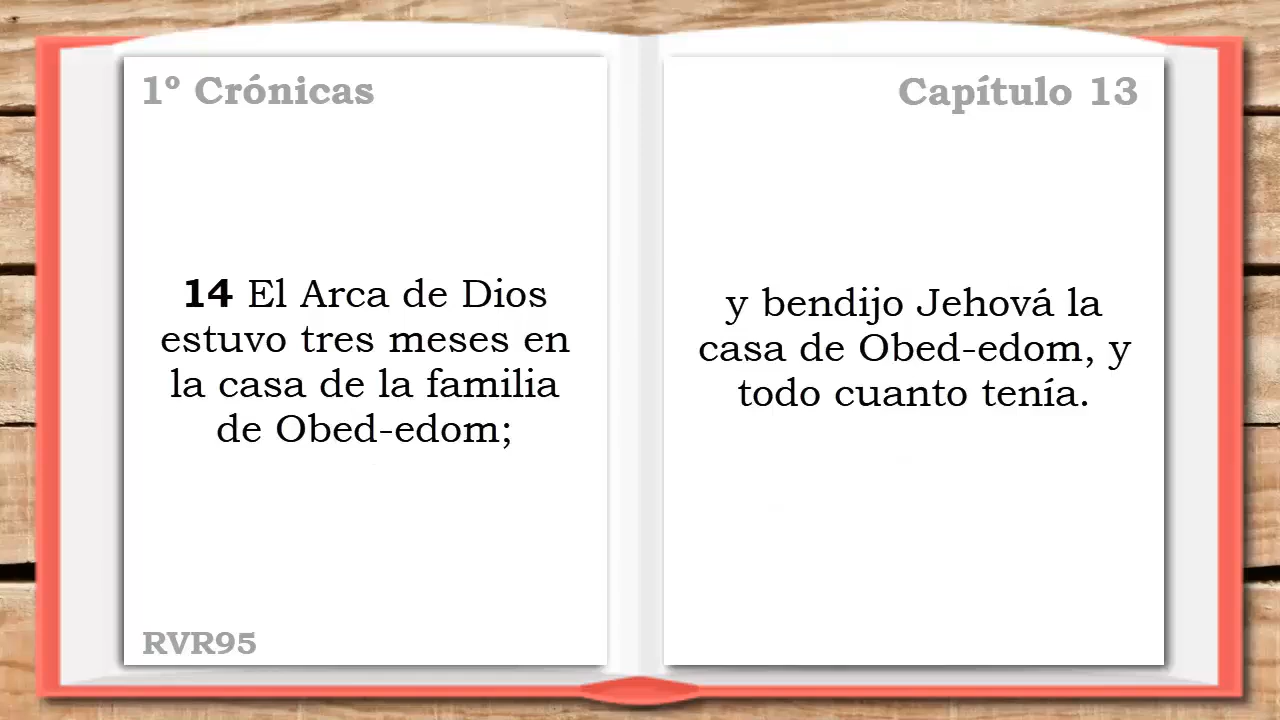 1º Crónicas
14 El Arca de Dios
estuvo tres meses en
la casa de la familia
de Obed-edom;
RVR95
Capítulo 13
y bendijo Jehová la
casa de Obed-edom, y
todo cuanto tenía.